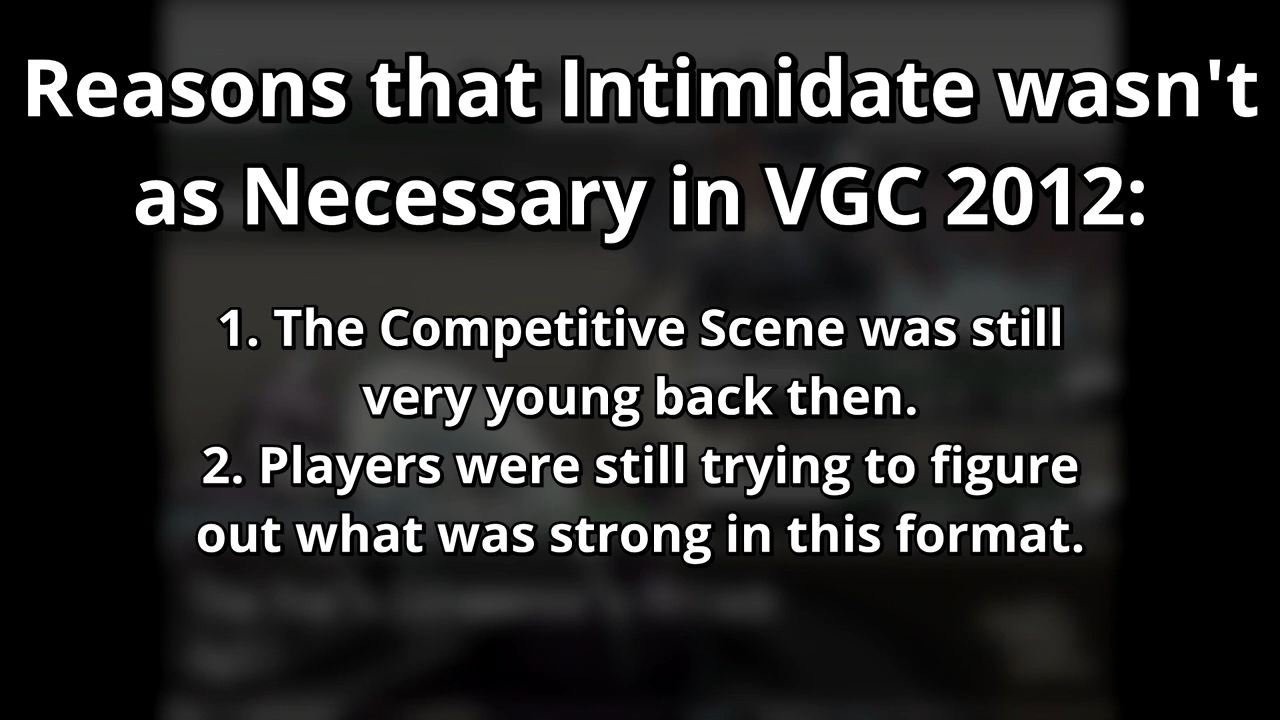 Reasons that Intimidate wasn't
as Necessary in VGC 2012:
1. The Competitive Scene was still
very young back then.
2. Players were still trying to figure
out what was strong in this format.